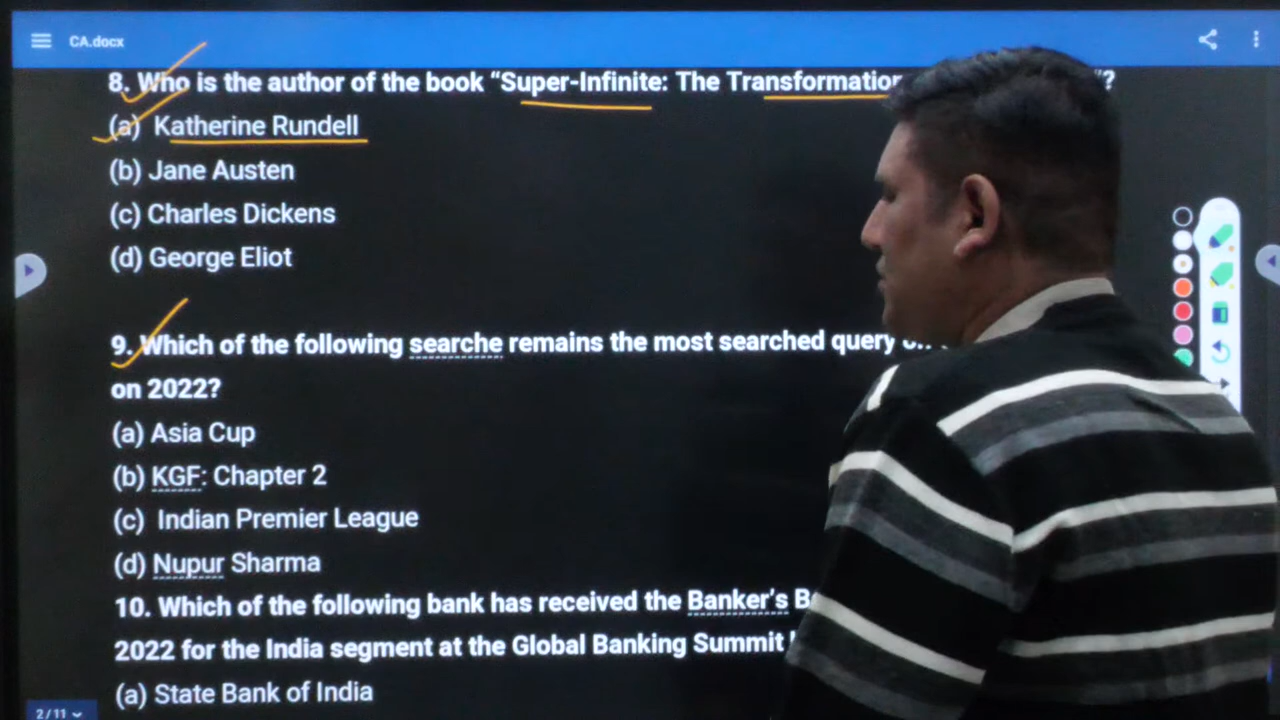 CA.docx
8. Who is the author of the book “Super-Infinite: The "?
(a) Katherine Rundell
(b) Jane Austen
(c) Charles Dickens
(d) George Eliot
9. Which of the following searche remains the most searched query
on 2022?
(a) Asia Cup
(b) KGF: Chapter 2
(c) Indian Premier League
(d) Nupur Sharma
10. Which of the following bank has received the Banker’s
2022 for the India segment at the Global Banking Summit
(a) State Bank of India
2/11